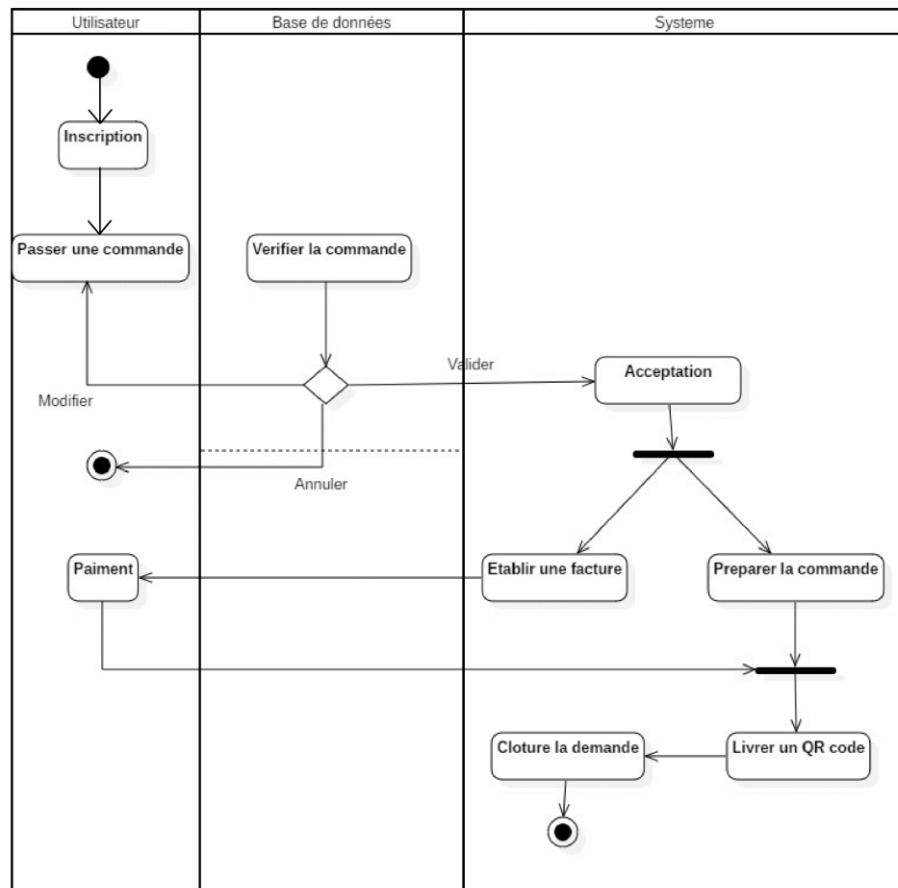 Utilisateur
Base de données
Systeme
Inscription
Passer une commande
Verifier la commande
Valider
Acceptation
Modifier
Annuler
Paiment
Etablir une facture
Preparer la commande
Cloture la demande
Livrer un QR code